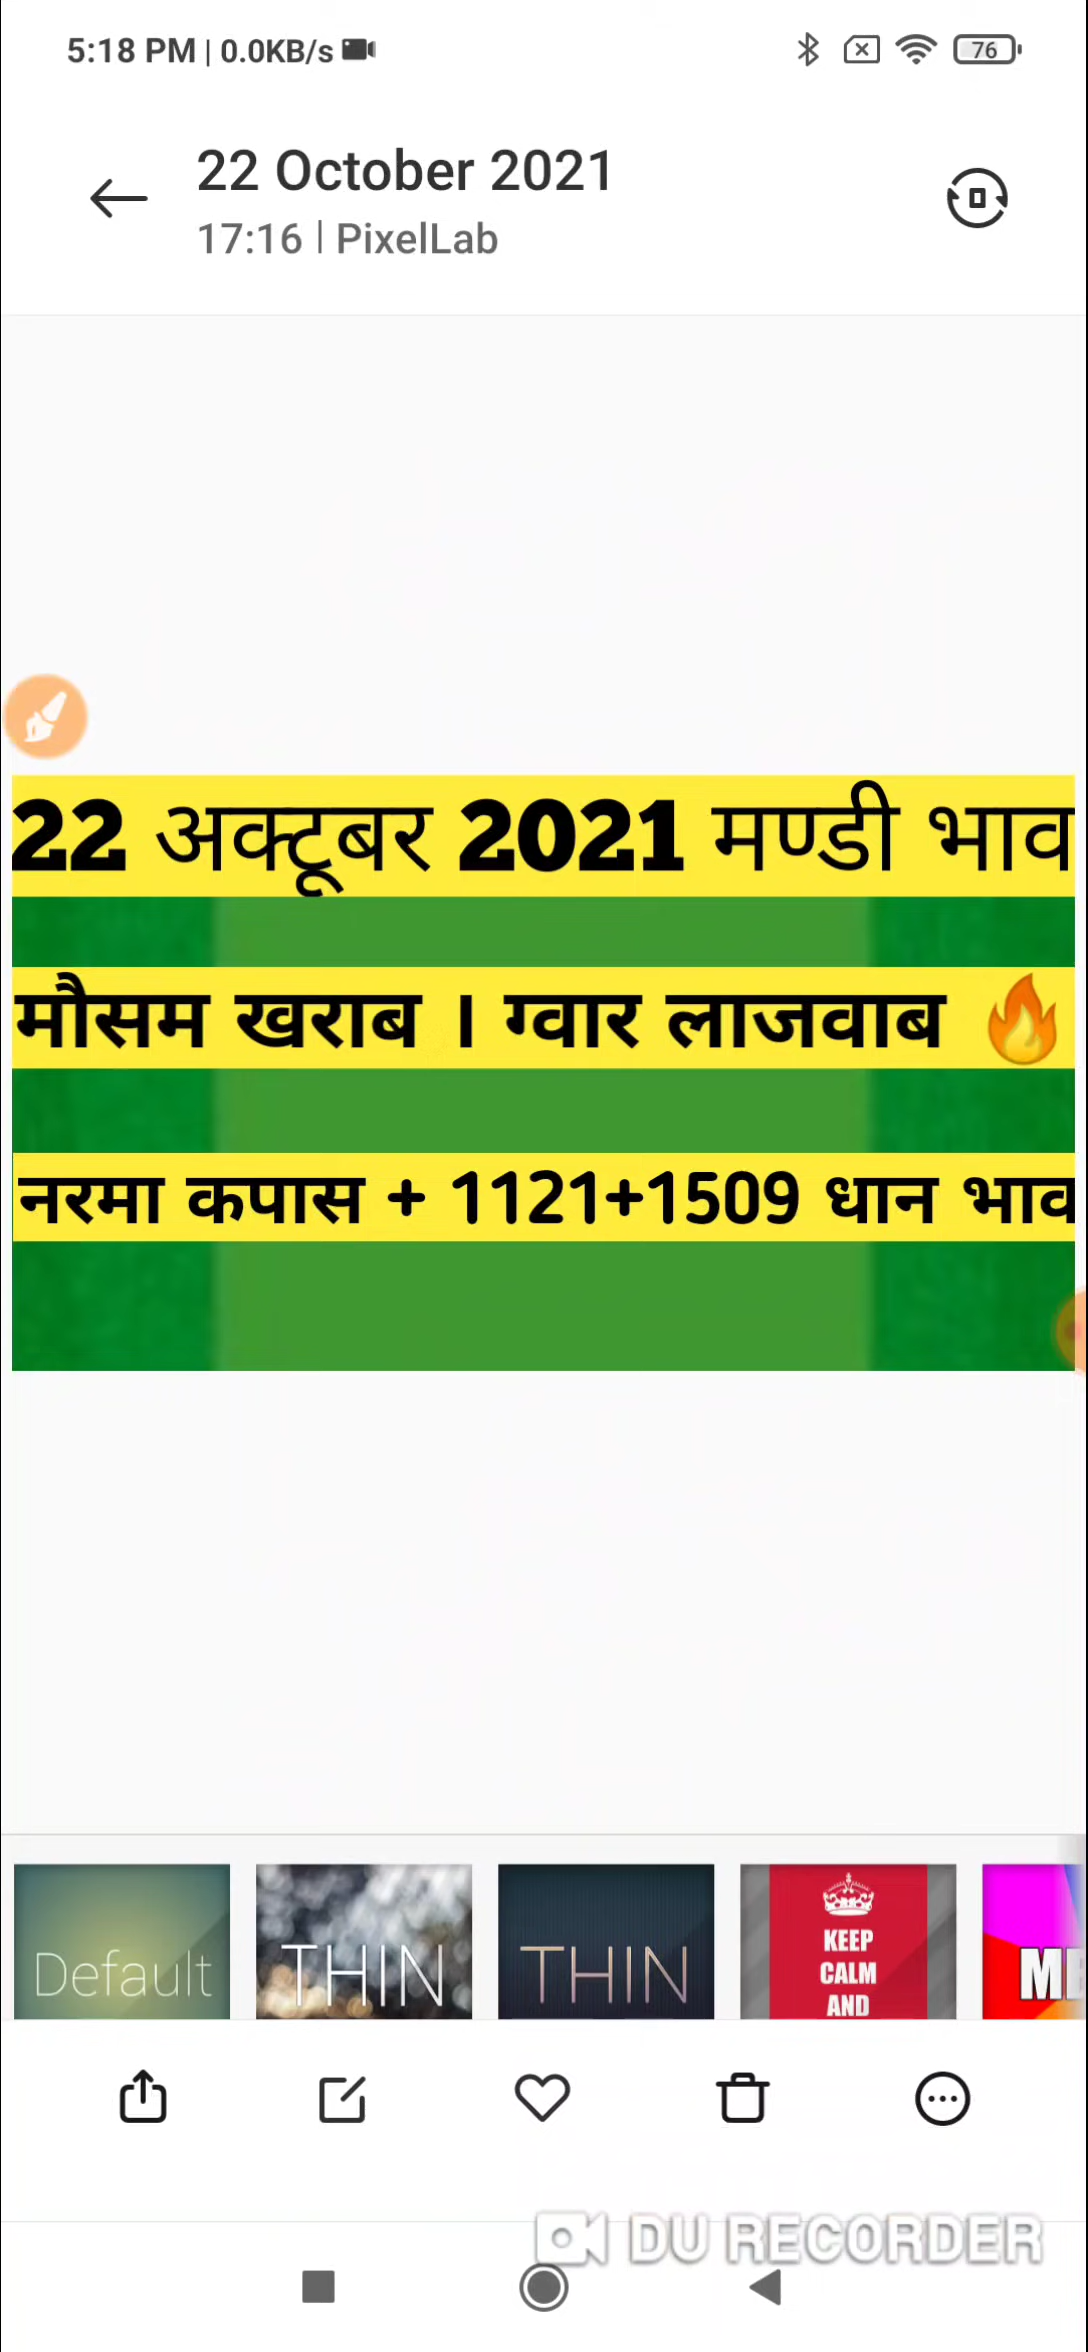 5:18 PM | 0.0KB/s
76
22 October 2021
17:16 | PixelLab
22 अक्टूबर 2021 मण्डी भाव
मौसम खराब । ग्वार लाजवाब 🔥
नरमा कपास + 1121+1509 धान भाव
Default
THIN
THIN
KEEP
CALM
AND
DU RECORDER